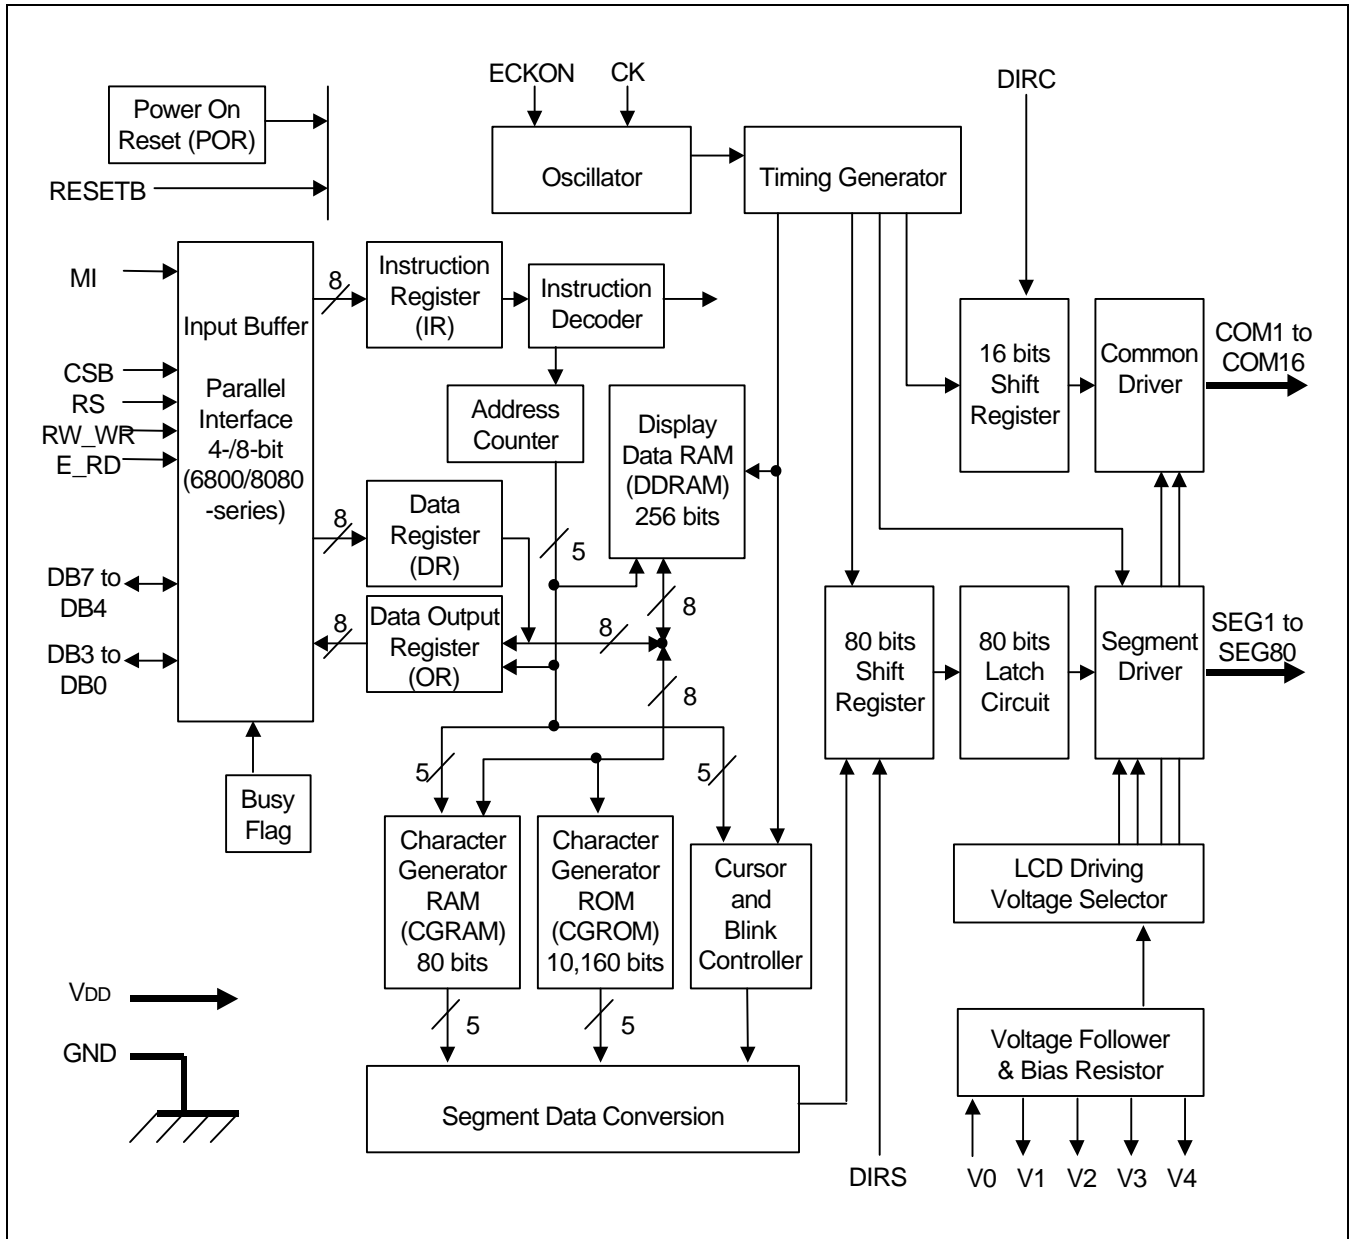 ECKON
CK
DIRC
Power On
Reset (POR)
RESETB
Oscillator
Timing Generator
MI
CSB
RS
RW_WR
E_RD
DB7 to
DB4
DB3 to
DB0
Input Buffer
Parallel
Interface
4-/8-bit
(6800/8080
-series)
8
Instruction
Register
(IR)
Instruction
Decoder
Address
Counter
8
Data
Register
(DR)
5
Display
Data RAM
(DDRAM)
256 bits
8
Data Output
Register
(OR)
8
8
8
16 bits
Shift
Register
Common
Driver
COM1 to
COM16
80 bits
Shift
Register
80 bits
Latch
Circuit
Segment
Driver
SEG1 to
SEG80
Busy
Flag
5
5
Character
Generator
RAM
(CGRAM)
80 bits
Character
Generator
ROM
(CGROM)
10,160 bits
Cursor
and
Blink
Controller
LCD Driving
Voltage Selector
5
5
VDD
GND
Segment Data Conversion
Voltage Follower
& Bias Resistor
DIRS
V0
V1
V2
V3
V4